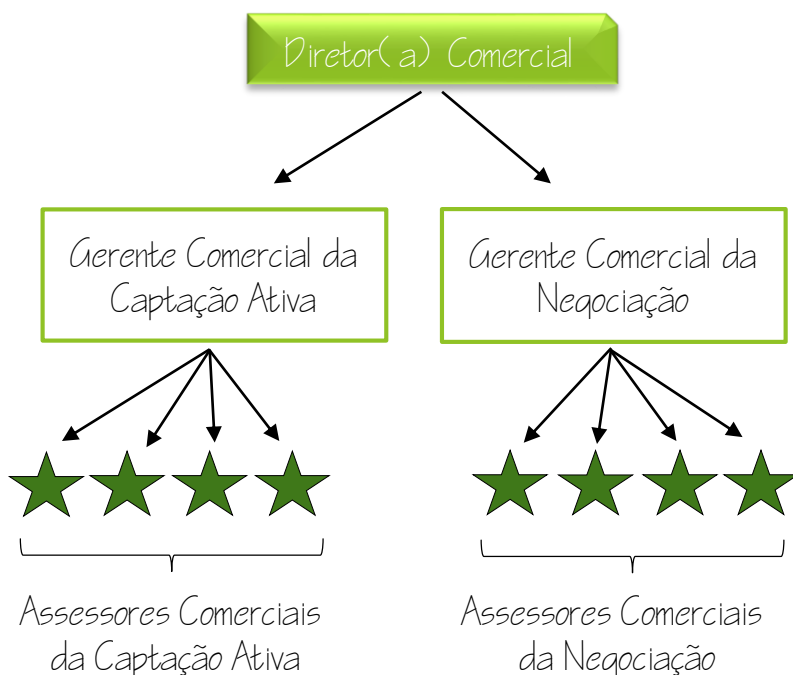 Diretor(a) Comercial
Gerente Comercial da
Captação Ativa
Gerente Comercial da
Negociação
Assessores Comerciais
da Captação Ativa
Assessores Comerciais
da Negociação